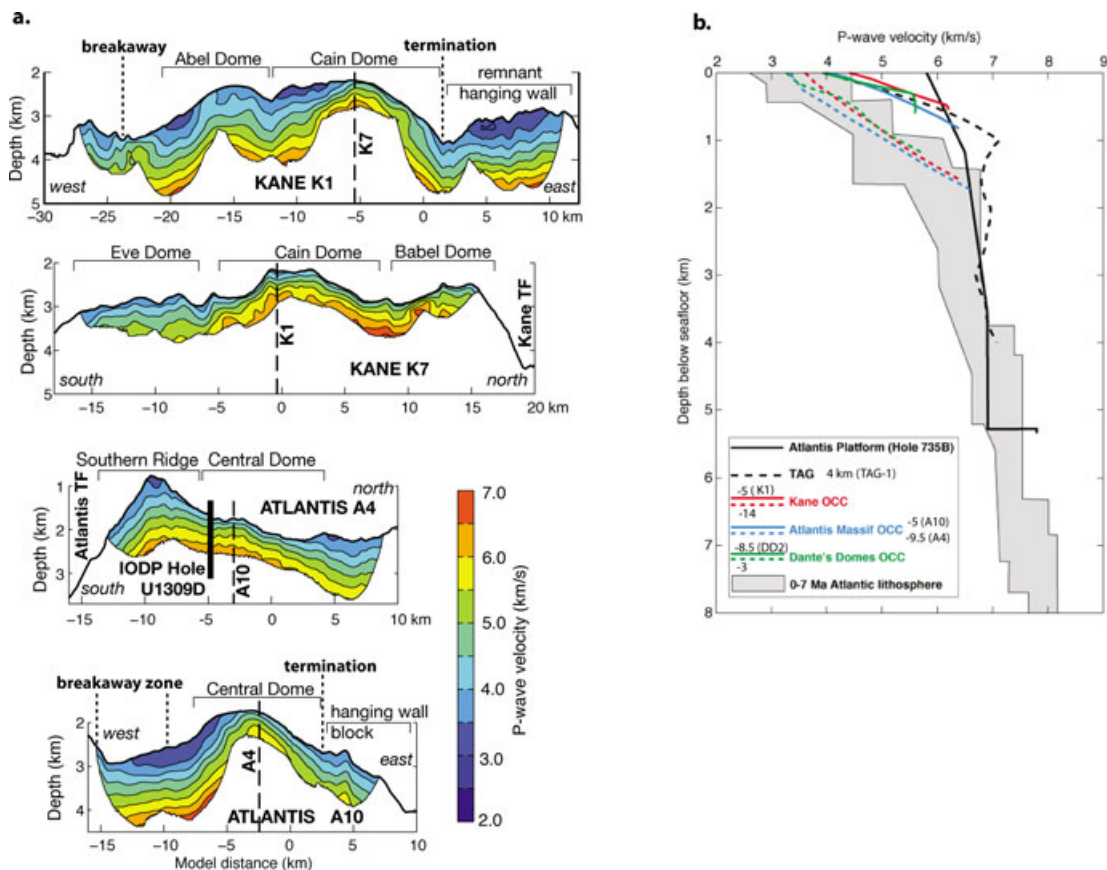 a.
breakaway
Abel Dome
Cain Dome
termination
remnant
hanging wall
Depth (km)
2
3
4
5
west
KANE K1
K7
east
−30 −25 −20 −15 −10 −5 0 5 10 km
Eve Dome
Cain Dome
Babel Dome
Depth (km)
2
3
4
5
south
K1
KANE K7
north
Kane TF
−15 −10 −5 0 5 10 15 20 km
Southern Ridge
Central Dome
Atlantis TF
ATLANTIS A4
north
Depth (km)
1
2
3
south
IODP Hole
U1309D
A10
−15 −10 −5 0 5 10 km
breakaway zone
Central Dome
termination
hanging wall
block
west
east
Depth (km)
2
3
4
A4
ATLANTIS A10
−15 −10 −5 0 5 10
Model distance (km)
7.0
6.0
5.0
4.0
3.0
2.0
P-wave velocity (km/s)
b.
P-wave velocity (km/s)
2 3 4 5 6 7 8 9
Depth below seafloor (km)
0
1
2
3
4
5
6
7
8
Atlantis Platform (Hole 735B)
TAG 4 km (TAG-1)
-5 (K1)
Kane OCC
-14
Atlantis Massif OCC -5 (A10)
-9.5 (A4)
-8.5 (DD2)
Dante's Domes OCC
-3
0-7 Ma Atlantic lithosphere